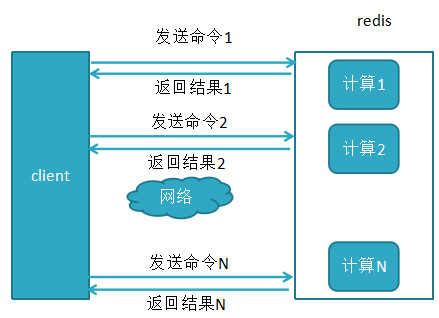 redis
发送命令1
返回结果1
计算1
发送命令2
返回结果2
计算2
client
网络
发送命令N
返回结果N
计算N